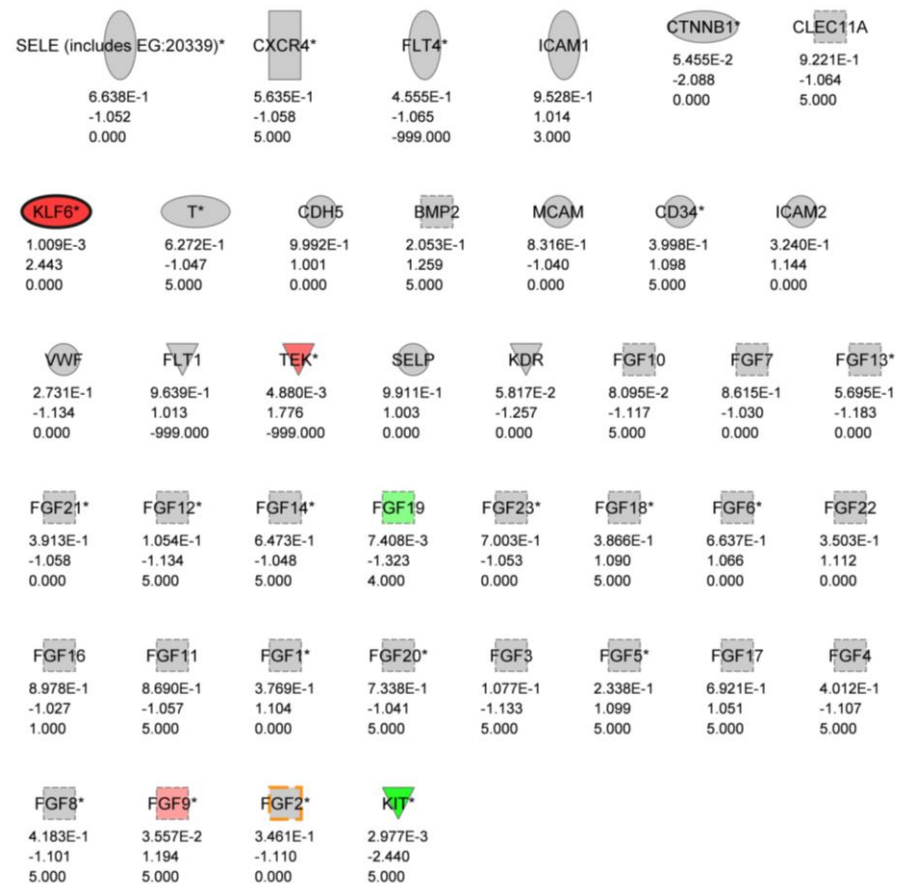 SELE (includes EG:20339)* CXCR4* FLT4* ICAM1 CTNNB1* CLEC11A
6.638E-1 5.635E-1 4.555E-1 9.528E-1 5.455E-2 9.221E-1
-1.052 -1.058 -1.065 1.014 -2.088 -1.064
0.000 5.000 -999.000 3.000 0.000 5.000
KLF6* T* CDH5 BMP2 MCAM CD34* ICAM2
1.009E-3 6.272E-1 9.992E-1 2.053E-1 8.316E-1 3.998E-1 3.240E-1
2.443 -1.047 1.001 1.259 -1.040 1.098 1.144
0.000 5.000 0.000 5.000 0.000 5.000 0.000
VWF FLT1 TEK* SELP KDR FGF10 FGF7 FGF13*
2.731E-1 9.639E-1 4.880E-3 9.911E-1 5.817E-2 8.095E-2 8.615E-1 5.695E-1
-1.134 1.013 1.776 1.003 -1.257 -1.117 -1.030 -1.183
0.000 -999.000 -999.000 0.000 0.000 5.000 0.000 0.000
FGF21* FGF12* FGF14* FGF19 FGF23* FGF18* FGF6* FGF22
3.913E-1 1.054E-1 6.473E-1 7.408E-3 7.003E-1 3.866E-1 6.637E-1 3.503E-1
-1.058 -1.134 -1.048 -1.323 -1.053 1.090 1.066 1.112
0.000 5.000 5.000 4.000 0.000 5.000 0.000 0.000
FGF16 FGF11 FGF1* FGF20* FGF3 FGF5* FGF17 FGF4
8.978E-1 8.690E-1 3.769E-1 7.338E-1 1.077E-1 2.338E-1 6.921E-1 4.012E-1
-1.027 -1.057 1.104 -1.041 -1.133 1.099 1.051 -1.107
1.000 5.000 0.000 5.000 5.000 5.000 5.000 5.000
FGF8* FGF9* FGF2* KIT*
4.183E-1 3.557E-2 3.461E-1 2.977E-3
-1.101 1.194 -1.110 -2.440
5.000 5.000 0.000 5.000